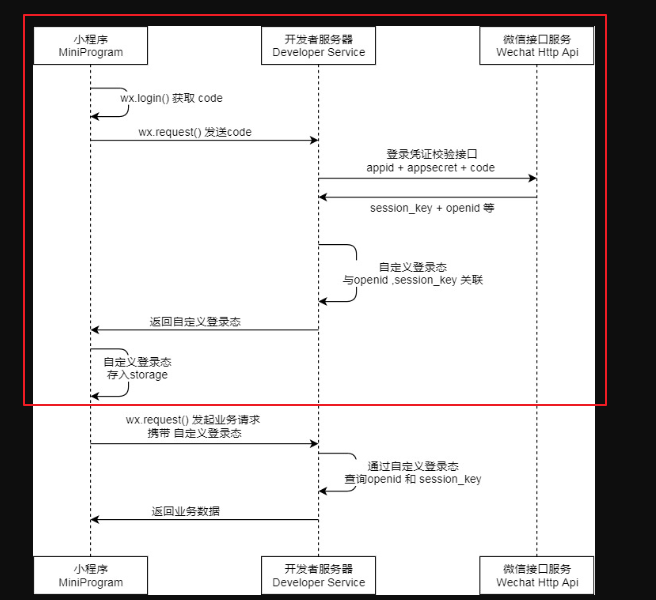 小程序
MiniProgram
开发者服务器
Developer Service
微信接口服务
Wechat Http Api
wx.login() 获取 code
wx.request() 发送code
登录凭证校验接口
appid + appsecret + code
session_key + openid 等
自定义登录态
与openid ,session_key 关联
返回自定义登录态
自定义登录态
存入storage
wx.request() 发起业务请求
携带 自定义登录态
通过自定义登录态
查询openid 和 session_key
返回业务数据
小程序
MiniProgram
开发者服务器
Developer Service
微信接口服务
Wechat Http Api